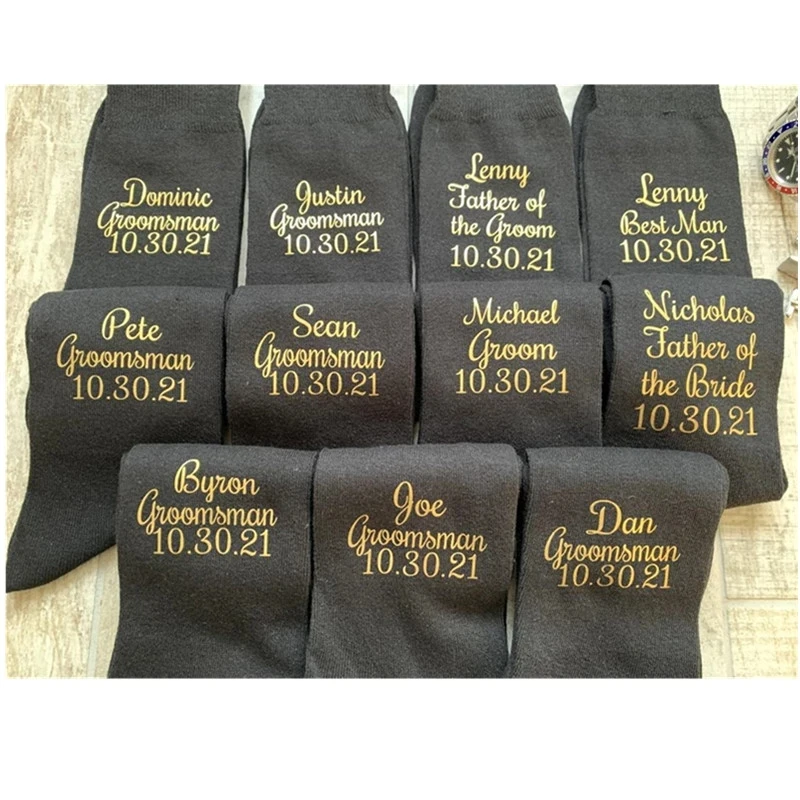 Dominic
Groomsman
10.30.21
Justin
Groomsman
10.30.21
Lenny
Father of
the Groom
10.30.21
Lenny
Best Man
10.30.21
Pete
Groomsman
10.30.21
Sean
Groomsman
10.30.21
Michael
Groom
10.30.21
Nicholas
Father of
the Bride
10.30.21
Byron
Groomsman
10.30.21
Joe
Groomsman
10.30.21
Dan
Groomsman
10.30.21